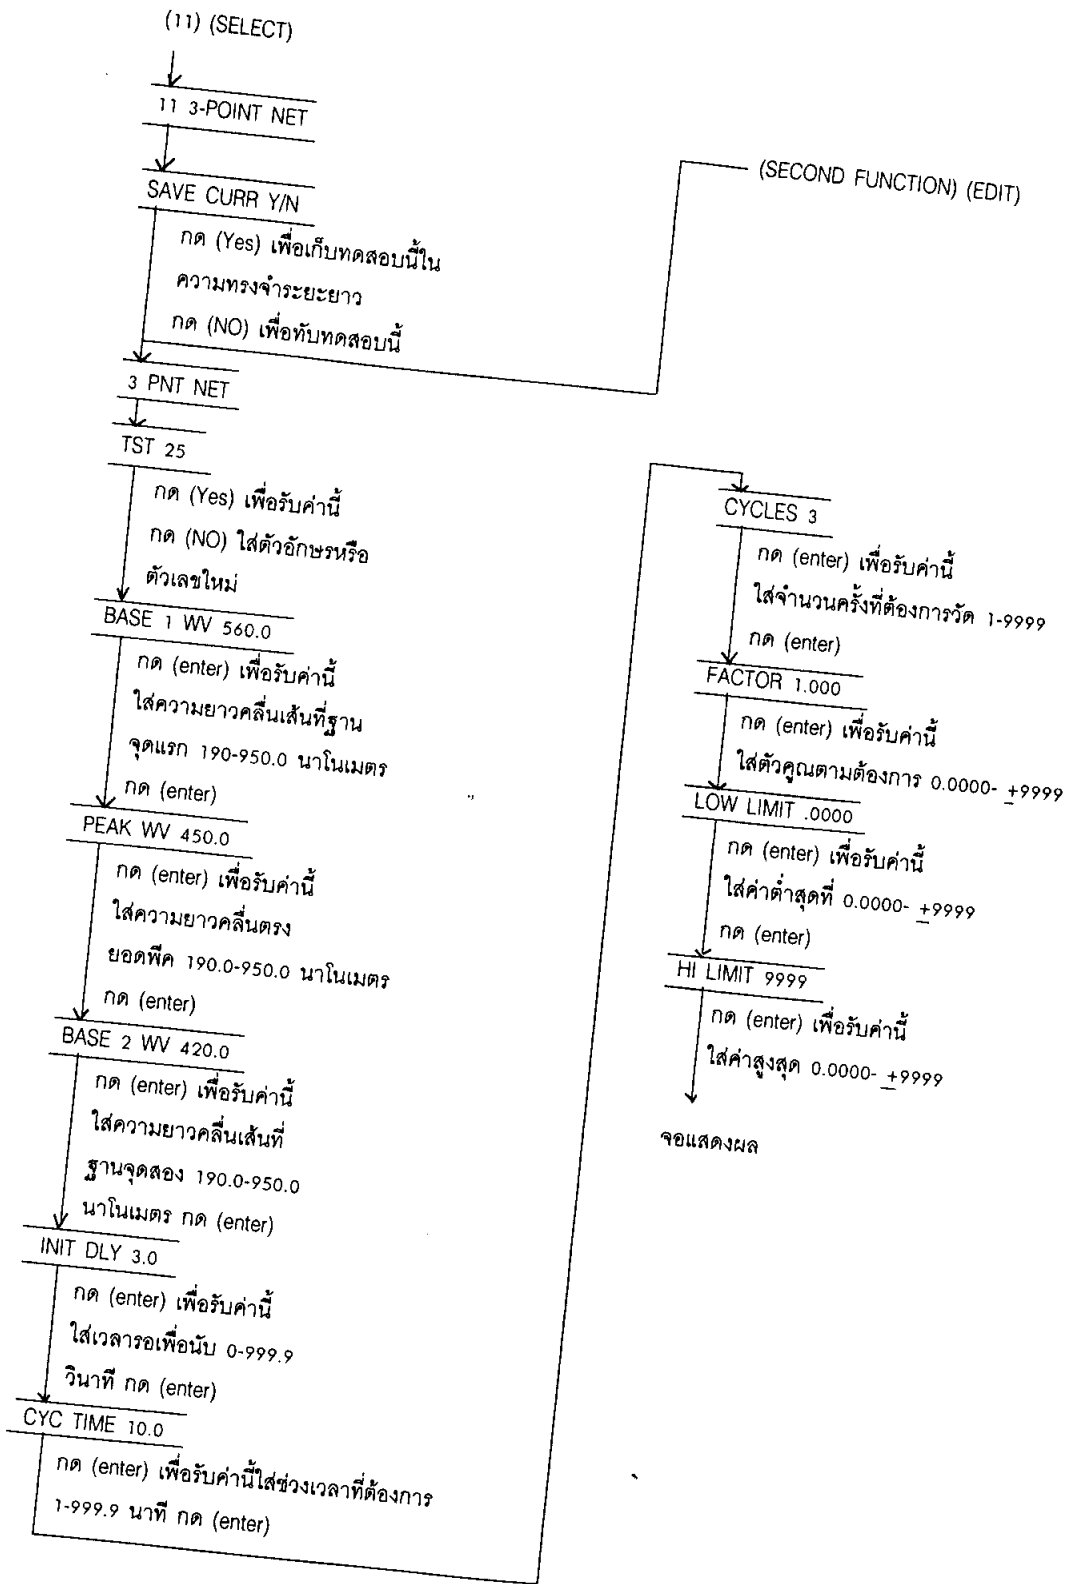 (11) (SELECT)
11 3-POINT NET
SAVE CURR Y/N
(SECOND FUNCTION) (EDIT)
กด (Yes) เพื่อเก็บทดสอบนี้ใน
ความทรงจำระยะยาว
กด (NO) เพื่อทับทดสอบนี้
3 PNT NET
TST 25
กด (Yes) เพื่อรับค่านี้
กด (NO) ใส่ตัวอักษรหรือ
ตัวเลขใหม่
BASE 1 WV 560.0
กด (enter) เพื่อรับค่านี้
ใส่ความยาวคลื่นเส้นที่ฐาน
จุดแรก 190-950.0 นาโนเมตร
กด (enter)
PEAK WV 450.0
กด (enter) เพื่อรับค่านี้
ใส่ความยาวคลื่นตรง
ยอดพีค 190.0-950.0 นาโนเมตร
กด (enter)
BASE 2 WV 420.0
กด (enter) เพื่อรับค่านี้
ใส่ความยาวคลื่นเส้นที่
ฐานจุดสอง 190.0-950.0
นาโนเมตร กด (enter)
INIT DLY 3.0
กด (enter) เพื่อรับค่านี้
ใส่เวลารอเพื่อนับ 0-999.9
วินาที กด (enter)
CYC TIME 10.0
กด (enter) เพื่อรับค่านี้ใส่ช่วงเวลาที่ต้องการ
1-999.9 นาที กด (enter)
CYCLES 3
กด (enter) เพื่อรับค่านี้
ใส่จำนวนครั้งที่ต้องการวัด 1-9999
กด (enter)
FACTOR 1.000
กด (enter) เพื่อรับค่านี้
ใส่ตัวคูณตามต้องการ 0.0000- ±9999
LOW LIMIT .0000
กด (enter) เพื่อรับค่านี้
ใส่ค่าต่ำสุดที่ 0.0000- ±9999
กด (enter)
HI LIMIT 9999
กด (enter) เพื่อรับค่านี้
ใส่ค่าสูงสุด 0.0000- ±9999
จอแสดงผล